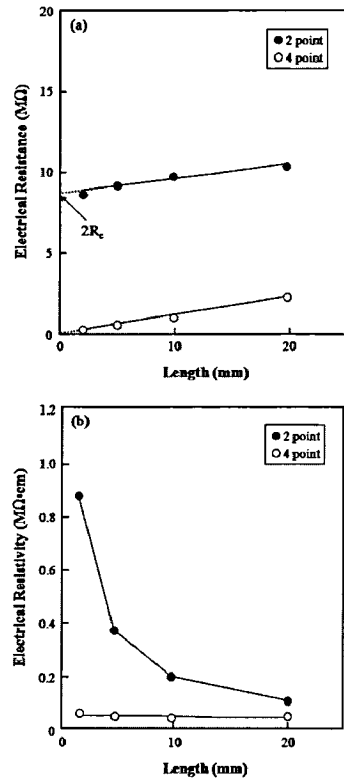 (a)
2 point
4 point
Electrical Resistance (MΩ)
20
15
10
5
0
2Rc
0
10
20
Length (mm)
(b)
2 point
4 point
Electrical Resistivity (MΩ•cm)
1.2
1.0
0.8
0.6
0.4
0.2
0
0
5
10
15
20
Length (mm)